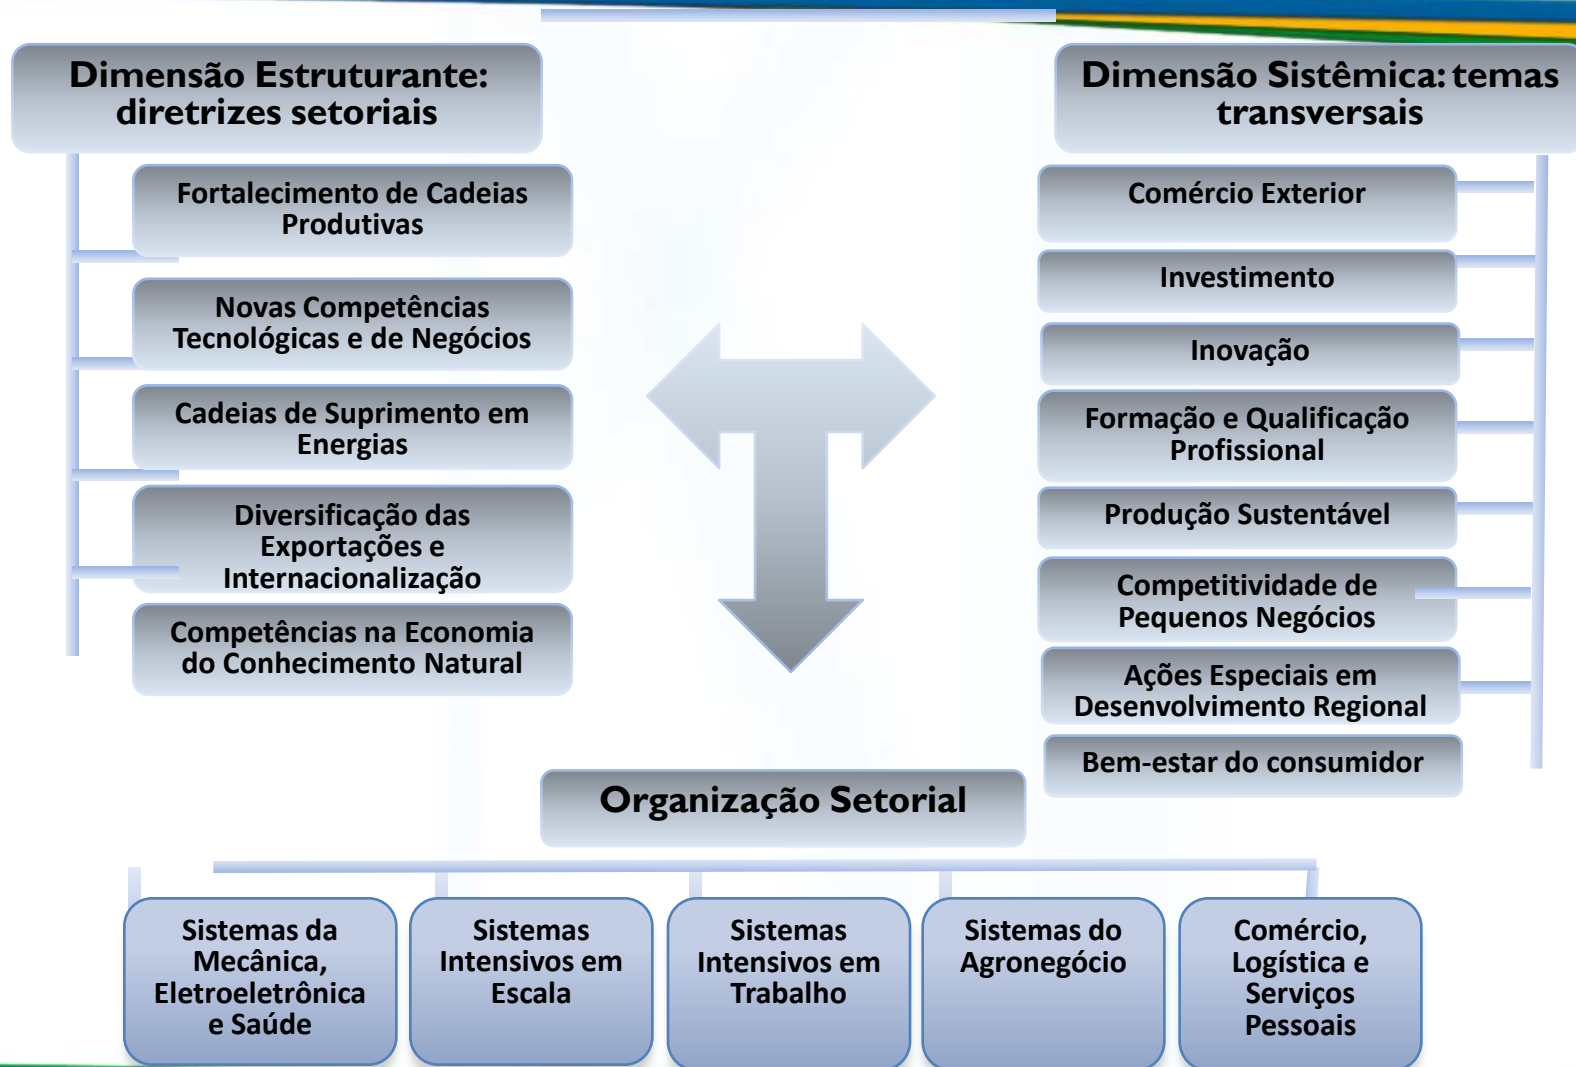 Dimensão Estruturante:
diretrizes setoriais
Fortalecimento de Cadeias
Produtivas
Novas Competências
Tecnológicas e de Negócios
Cadeias de Suprimento em
Energias
Diversificação das
Exportações e
Internacionalização
Competências na Economia
do Conhecimento Natural
Dimensão Sistêmica: temas
transversais
Comércio Exterior
Investimento
Inovação
Formação e Qualificação
Profissional
Produção Sustentável
Competitividade de
Pequenos Negócios
Ações Especiais em
Desenvolvimento Regional
Bem-estar do consumidor
Organização Setorial
Sistemas da
Mecânica,
Eletroeletrônica
e Saúde
Sistemas
Intensivos em
Escala
Sistemas
Intensivos em
Trabalho
Sistemas do
Agronegócio
Comércio,
Logística e
Serviços
Pessoais